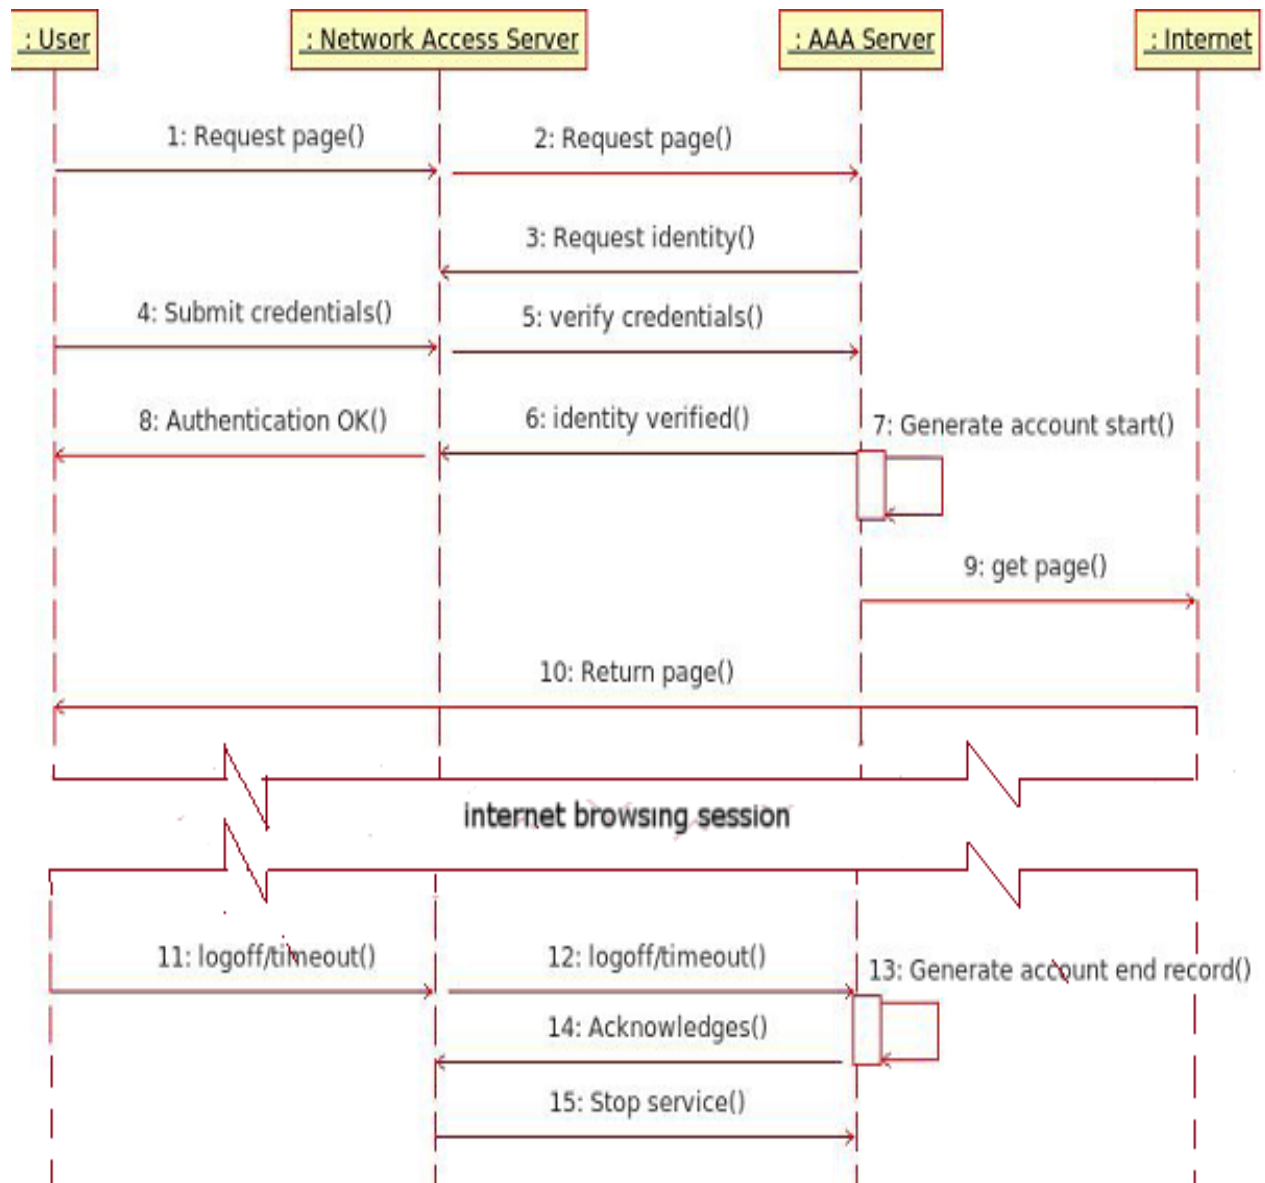 : User
: Network Access Server
: AAA Server
: Internet
1: Request page()
2: Request page()
3: Request identity()
4: Submit credentials()
5: verify credentials()
8: Authentication OK()
6: identity verified()
7: Generate account start()
9: get page()
10: Return page()
internet browsing session
11: logoff/timeout()
12: logoff/timeout()
13: Generate account end record()
14: Acknowledges()
15: Stop service()